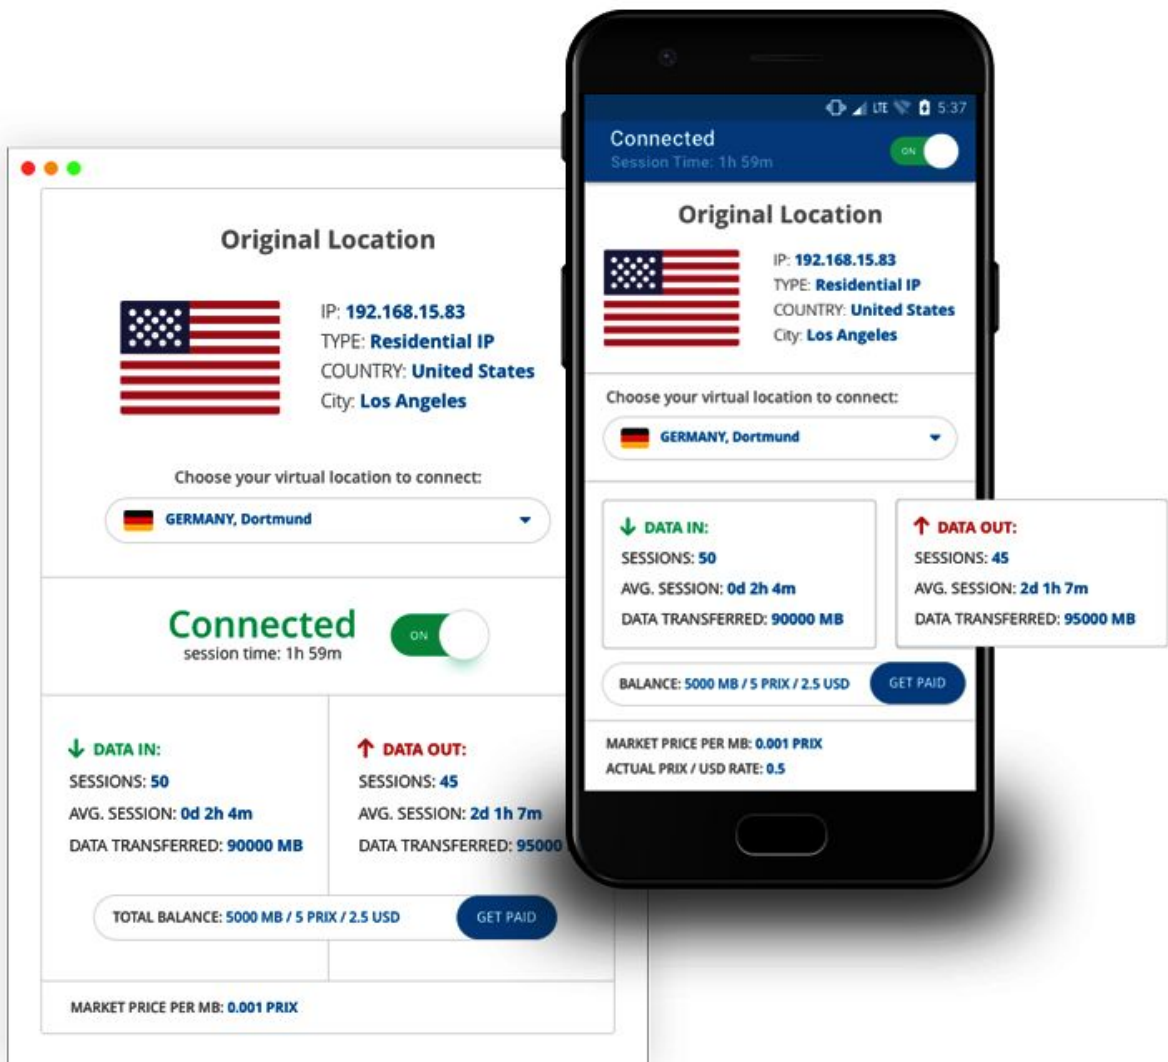 Original Location
IP: 192.168.15.83
TYPE: Residential IP
COUNTRY: United States
City: Los Angeles
Choose your virtual location to connect:
GERMANY, Dortmund
Connected
ON
session time: 1h 59m
DATA IN:
SESSIONS: 50
AVG. SESSION: 0d 2h 4m
DATA TRANSFERRED: 90000 MB
DATA OUT:
SESSIONS: 45
AVG. SESSION: 2d 1h 7m
DATA TRANSFERRED: 95000
TOTAL BALANCE: 5000 MB / 5 PRIX / 2.5 USD
GET PAID
MARKET PRICE PER MB: 0.001 PRIX
LTE 5:37
Connected
Session Time: 1h 59m
ON
Original Location
IP: 192.168.15.83
TYPE: Residential IP
COUNTRY: United States
City: Los Angeles
Choose your virtual location to connect:
GERMANY, Dortmund
DATA IN:
SESSIONS: 50
AVG. SESSION: 0d 2h 4m
DATA TRANSFERRED: 90000 MB
DATA OUT:
SESSIONS: 45
AVG. SESSION: 2d 1h 7m
DATA TRANSFERRED: 95000 MB
BALANCE: 5000 MB / 5 PRIX / 2.5 USD
GET PAID
MARKET PRICE PER MB: 0.001 PRIX
ACTUAL PRIX / USD RATE: 0.5